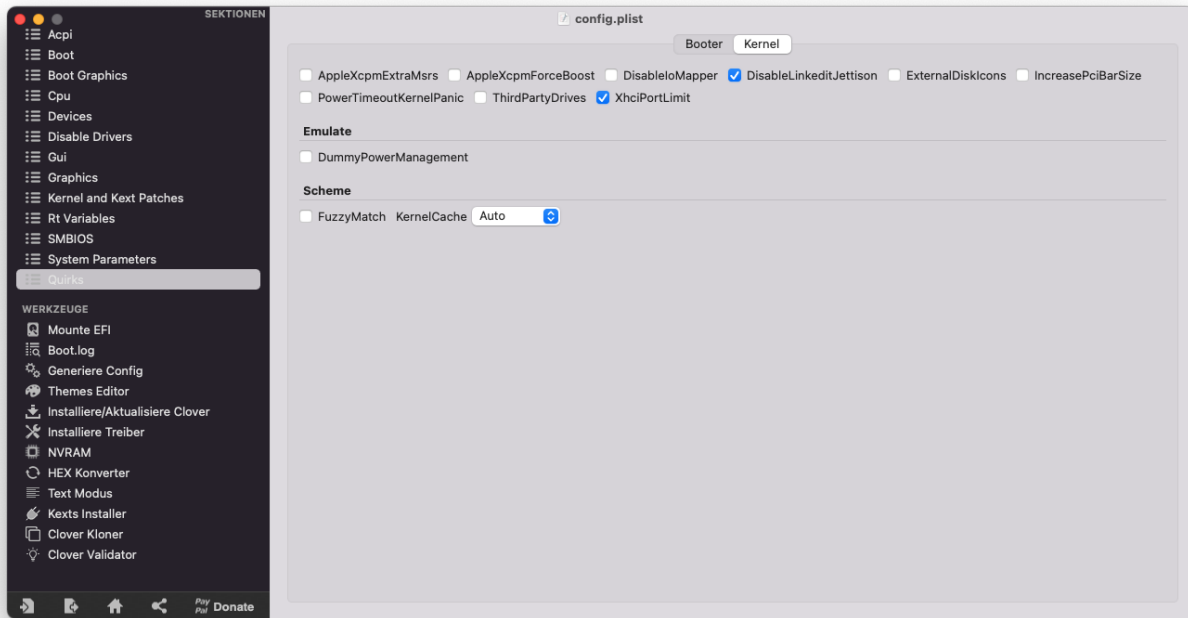 SEKTIONEN
Acpi
Boot
Boot Graphics
Cpu
Devices
Disable Drivers
Gui
Graphics
Kernel and Kext Patches
Rt Variables
SMBIOS
System Parameters
Quirks
WERKZEUGE
Mounte EFI
Boot.log
Generiere Config
Themes Editor
Installiere/Aktualisiere Clover
Installiere Treiber
NVRAM
HEX Konverter
Text Modus
Kexts Installer
Clover Kloner
Clover Validator
Pay Pal Donate
config.plist
Booter Kernel
AppleXcpmExtraMsrs AppleXcpmForceBoost DisableIoMapper DisableLinkeditJettison ExternalDiskIcons IncreasePciBarSize
PowerTimeoutKernelPanic ThirdPartyDrives XhciPortLimit
Emulate
DummyPowerManagement
Scheme
FuzzyMatch KernelCache Auto